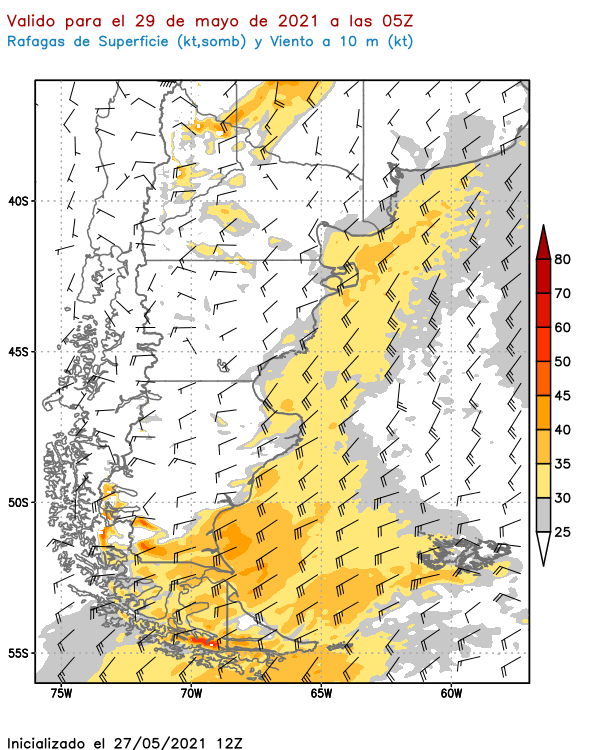 Valido para el 29 de mayo de 2021 a las 05Z
Rafagas de Superficie (kt,somb) y Viento a 10 m (kt)
40S
45S
50S
55S
75W 70W 65W 60W
80
70
60
50
45
40
35
30
25
Inicializado el 27/05/2021 12Z